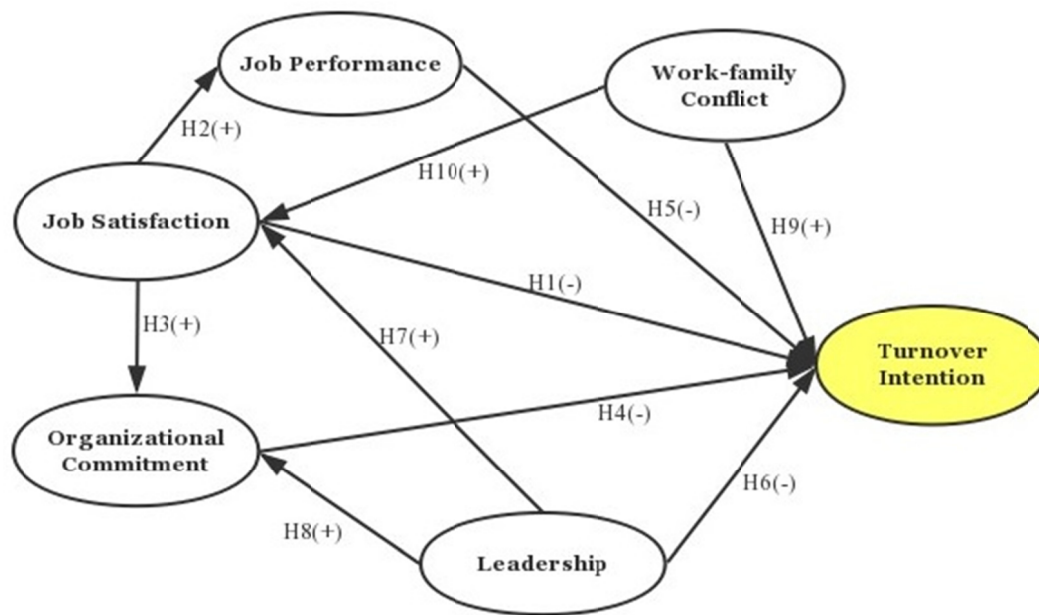 Job Performance
Work-family
Conflict
H2(+)
H10(+)
Job Satisfaction
H5(-)
H9(+)
H1(-)
H3(+)
H7(+)
Turnover
Intention
H4(-)
Organizational
Commitment
H6(-)
H8(+)
Leadership